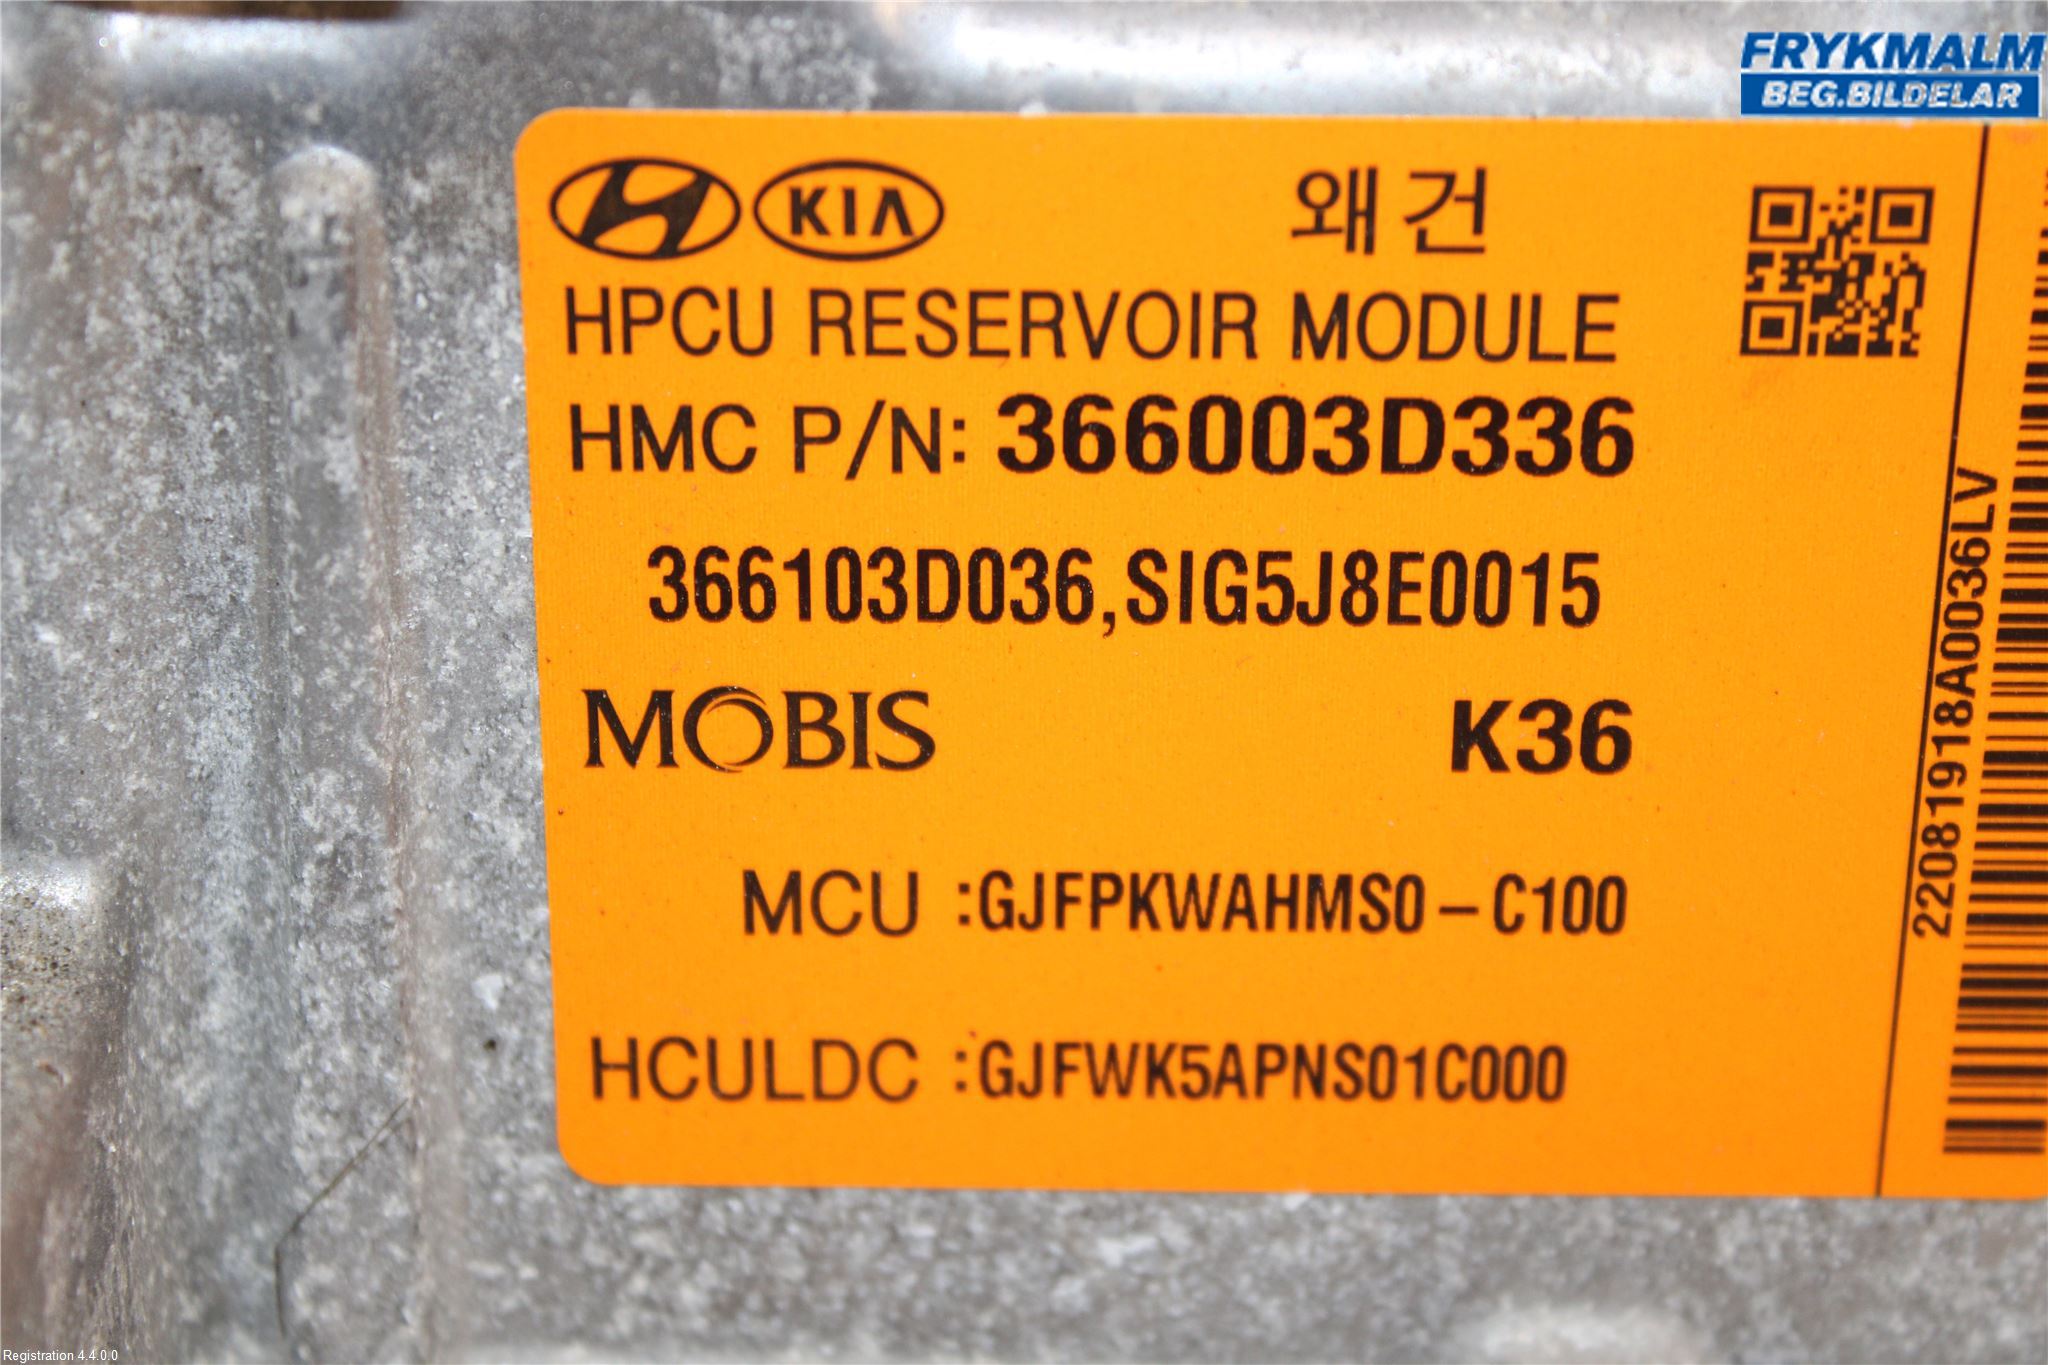 FRYKMALM
BEG.BILDELAR
KIA 왜건
HPCU RESERVOIR MODULE
HMC P/N: 366003D336
366103D036,SIG5J8E0015
MOBIS K36
MCU :GJFPKWAHMS0-C100
HCULDC :GJFWK5APNS01C000
22081918A0036LV
Registration 4.4.0.0